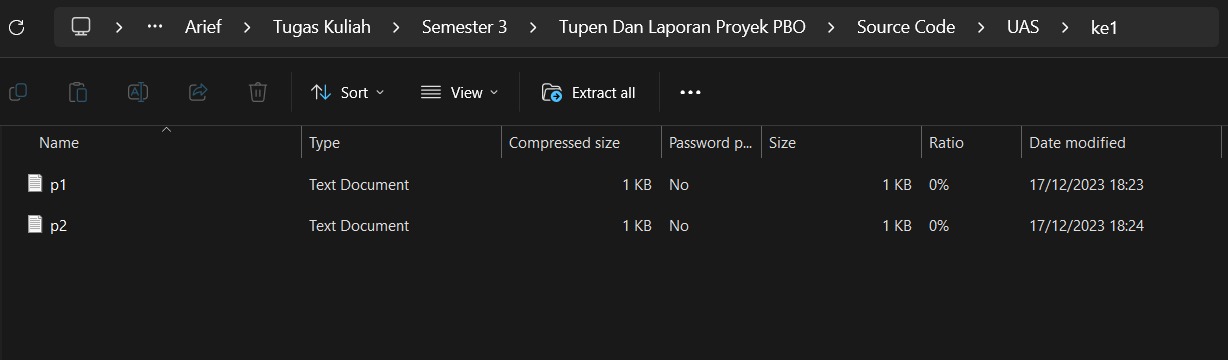 Arief > Tugas Kuliah > Semester 3 > Tupen Dan Laporan Proyek PBO > Source Code > UAS > ke1
Sort View Extract all
Name Type Compressed size Password p... Size Ratio Date modified
p1 Text Document 1 KB No 1 KB 0% 17/12/2023 18:23
p2 Text Document 1 KB No 1 KB 0% 17/12/2023 18:24